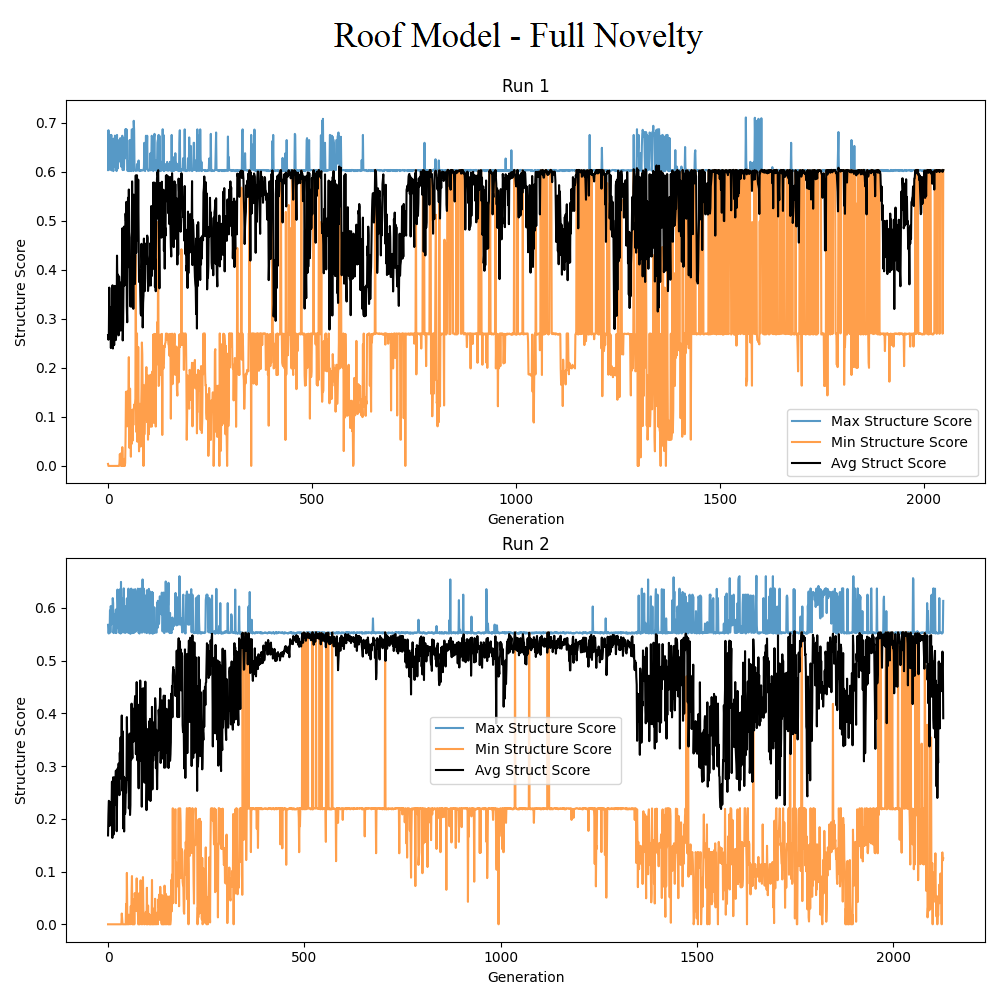 Roof Model - Full Novelty
Run 1
Structure Score
0.7
0.6
0.5
0.4
0.3
0.2
0.1
0.0
Max Structure Score
Min Structure Score
Avg Struct Score
0 500 1000 1500 2000
Generation
Run 2
Structure Score
0.6
0.5
0.4
0.3
0.2
0.1
0.0
Max Structure Score
Min Structure Score
Avg Struct Score
0 500 1000 1500 2000
Generation